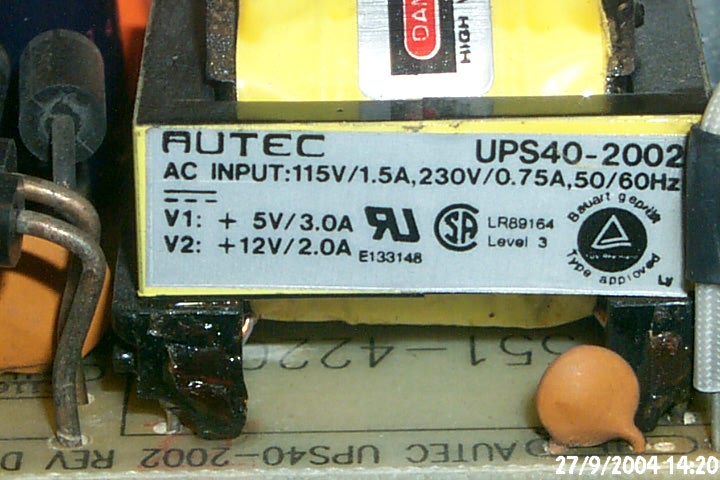 DAN
HIGH
AUTEC
UPS40-2002
AC INPUT:115V/1.5A,230V/0.75A,50/60Hz
V1: + 5V/3.0A
V2: +12V/2.0A
E133148
LR89164
Level 3
Bauart geprüft
Type approved
551-422
AUTEC UPS40-2002 REV D
27/9/2004 14:20